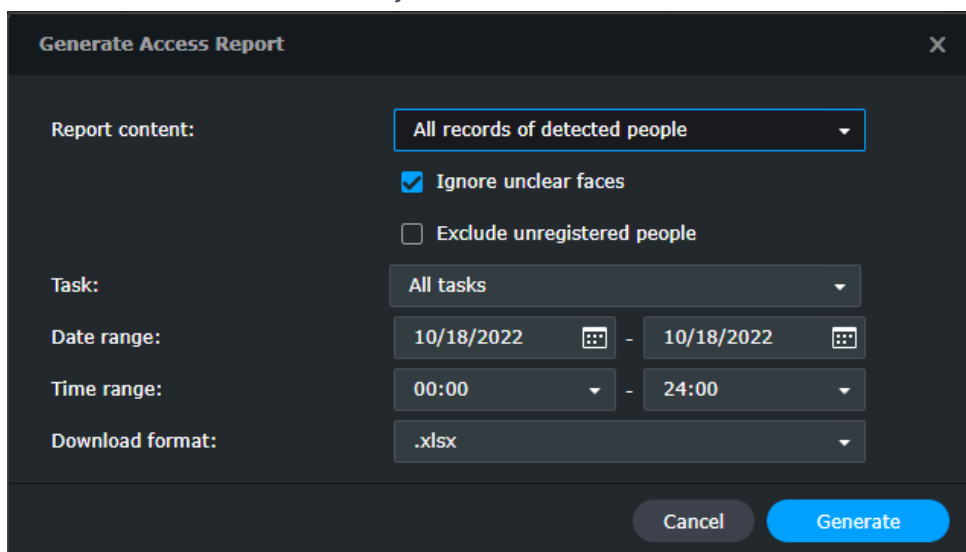 Generate Access Report
Report content: All records of detected people
Ignore unclear faces
Exclude unregistered people
Task: All tasks
Date range: 10/18/2022 - 10/18/2022
Time range: 00:00 - 24:00
Download format: .xlsx
Cancel Generate